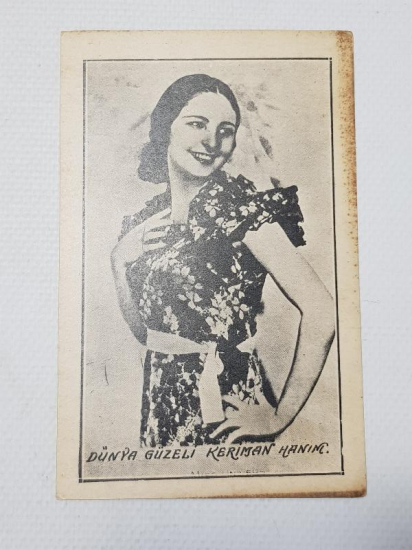 DÜNYA GÜZELİ KERİMAN HANIM.